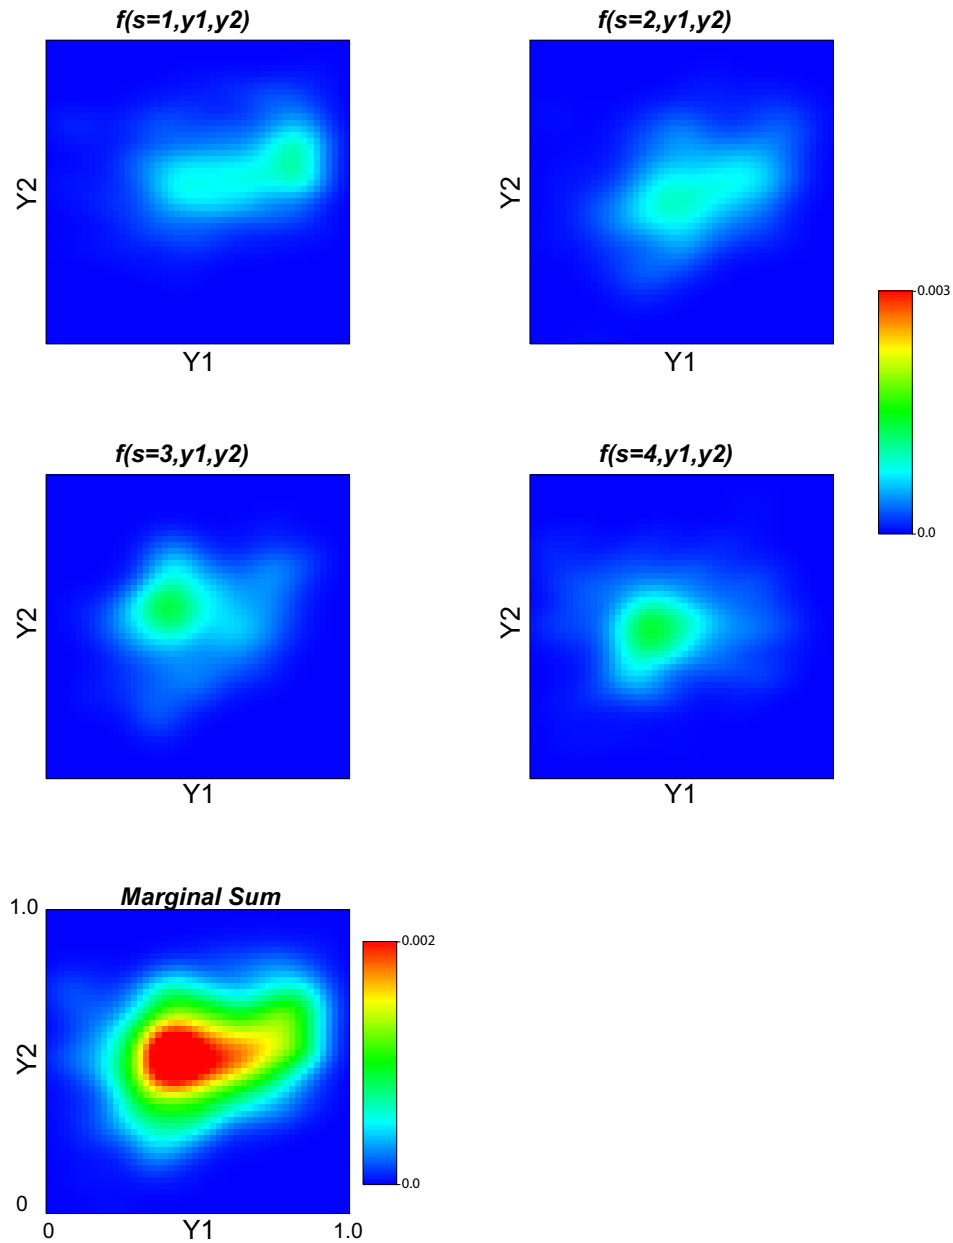 f(s=1,y1,y2)
f(s=2,y1,y2)
Y2
Y2
Y1
Y1
0.003
0.0
f(s=3,y1,y2)
f(s=4,y1,y2)
Y2
Y2
Y1
Y1
Marginal Sum
1.0
0.002
Y2
0.0
0
0
Y1
1.0